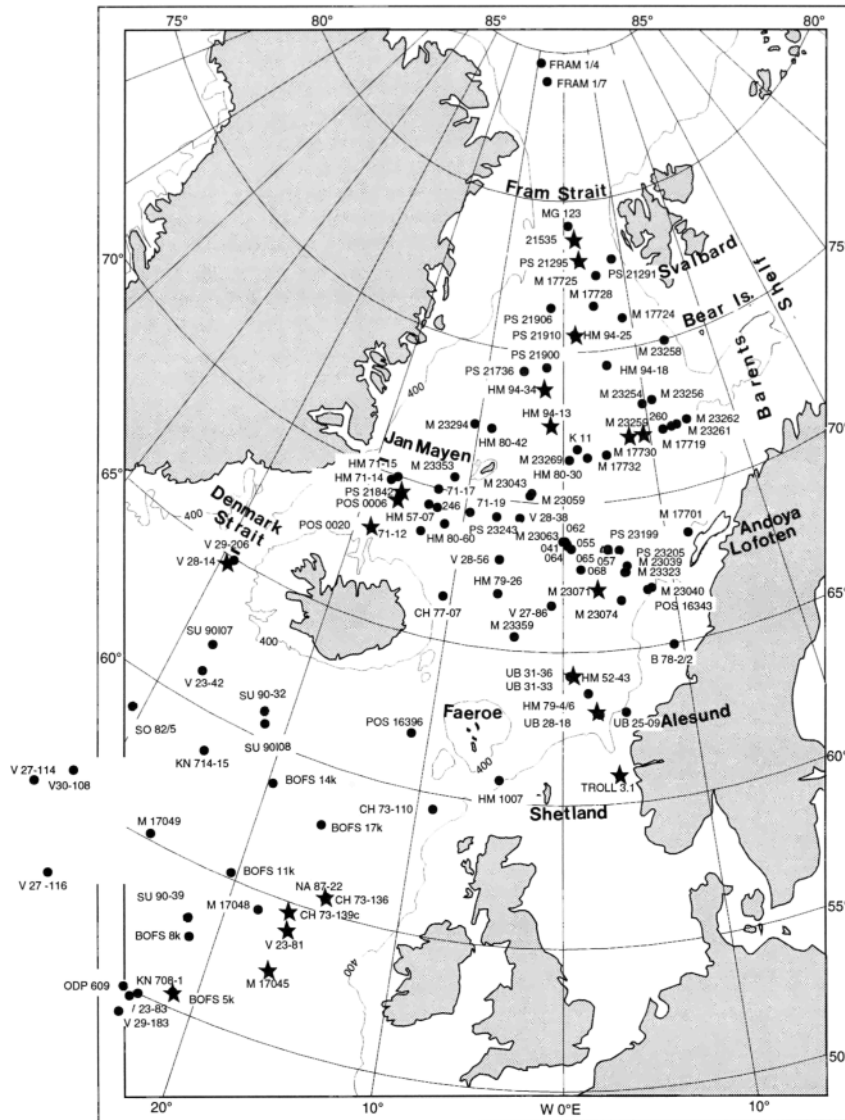 75°
80°
85°
85°
80°
FRAM 1/4
FRAM 1/7
Fram Strait
MG 123
21535
PS 21295
PS 21291
Svalbard
75°
M 17725
M 17728
M 17724
Bear Is.
Shelf
Barents
70°
PS 21906
PS 21910
HM 94-25
M 23258
PS 21900
PS 21736
HM 94-18
400
HM 94-34
M 23254
M 23256
HM 94-13
M 23259
260
M 23262
M 23261
M 17719
70°
M 23294
HM 80-42
K 11
M 17730
M 17732
Jan Mayen
HM 71-15
M 23353
M 23269
HM 80-30
HM 71-14
M 23043
PS 21842
71-17
M 23059
65°
POS 0006
246
71-19
400
Denmark
Strait
HM 57-07
PS 23243
V 28-38
M 17701
Andoya
Lofoten
POS 0020
71-12
HM 80-60
M 23063
062
055
PS 23199
041
PS 23205
V 29-206
064
065
057
M 23039
V 28-14
V 28-56
068
M 23323
65°
HM 79-26
M 23071
M 23040
CH 77-07
V 27-86
M 23074
POS 16343
SU 90I07
400
M 23359
B 78-2/2
60°
V 23-42
UB 31-36
HM 52-43
UB 31-33
SU 90-32
Faeroe
HM 79-4/6
Alesund
SO 82/5
POS 16396
UB 28-18
UB 25-09
SU 90I08
KN 714-15
400
60°
V 27-114
V30-108
BOFS 14k
HM 1007
TROLL 3.1
CH 73-110
Shetland
M 17049
BOFS 17k
V 27 -116
BOFS 11k
NA 87-22
CH 73-136
SU 90-39
M 17048
CH 73-139c
55°
BOFS 8k
V 23-81
400
KN 708-1
M 17045
ODP 609
BOFS 5k
/ 23-83
V 29-183
50°
20°
10°
W 0°E
10°